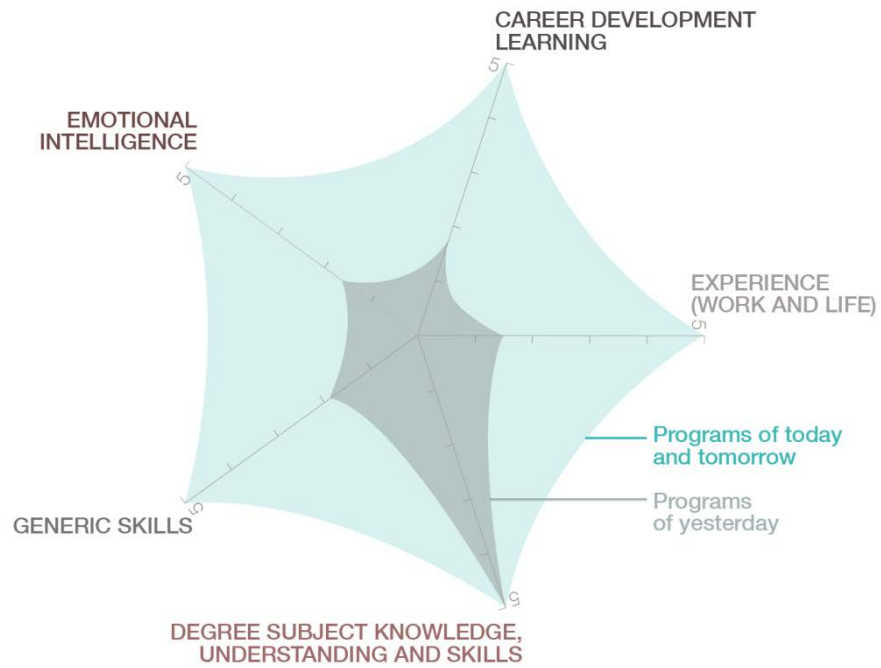 CAREER DEVELOPMENT
LEARNING
5
EMOTIONAL
INTELLIGENCE
5
EXPERIENCE
(WORK AND LIFE)
5
Programs of today
and tomorrow
Programs
of yesterday
5
GENERIC SKILLS
5
DEGREE SUBJECT KNOWLEDGE,
UNDERSTANDING AND SKILLS